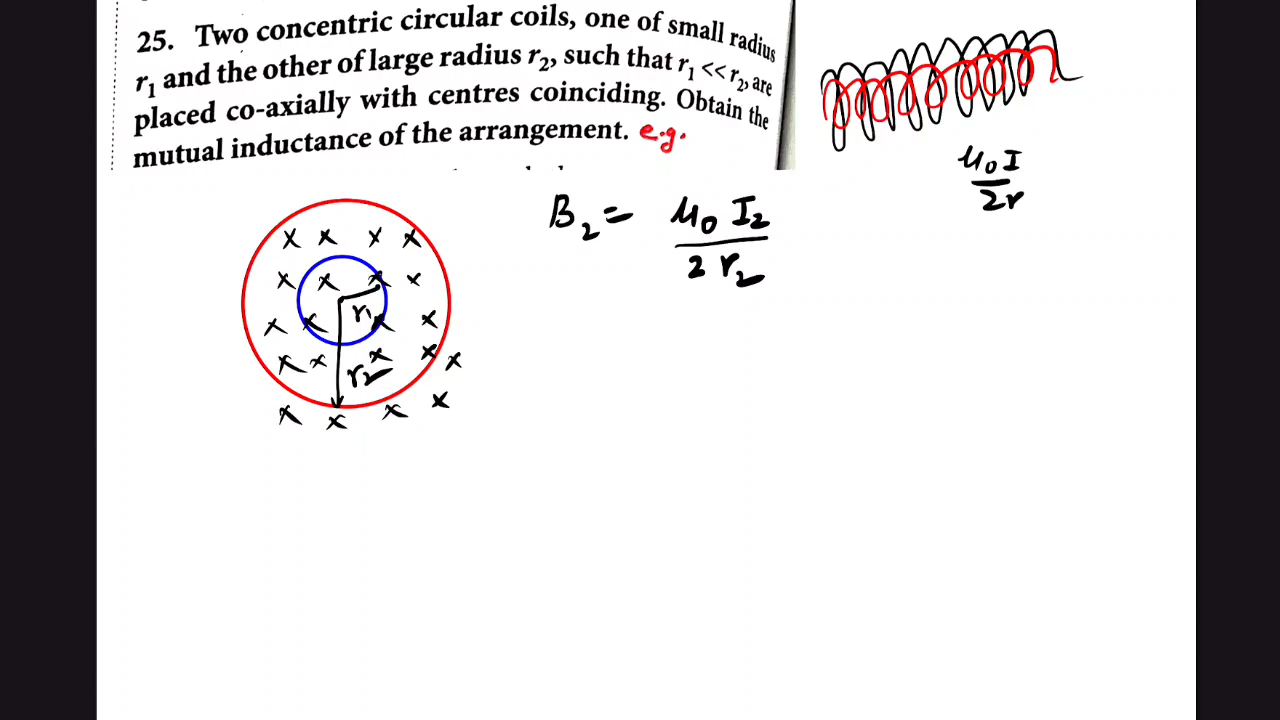 25. Two concentric circular coils, one of small radius
r₁ and the other of large radius r₂, such that r₁ << r₂, are
placed co-axially with centres coinciding. Obtain the
mutual inductance of the arrangement. e.g.
μ₀ I
2r
B₂ = μ₀ I₂
2 r₂
x x x x
x x x x
x x r₁ x x
x x x x x
r₂
x x x x